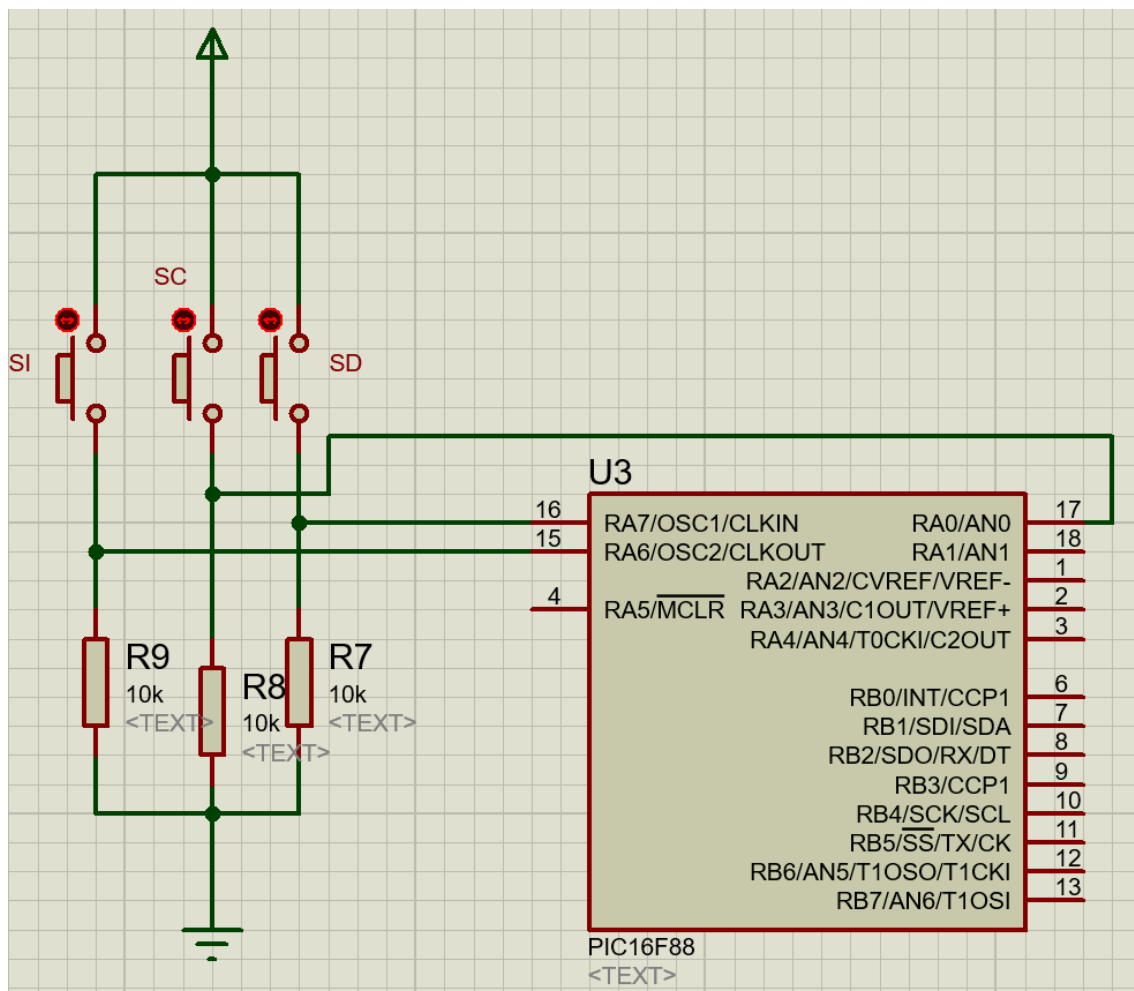 SC
SI
SD
U3
16
RA7/OSC1/CLKIN
15
RA6/OSC2/CLKOUT
4
RA5/MCLR
RA0/AN0
17
RA1/AN1
18
RA2/AN2/CVREF/VREF-
1
RA3/AN3/C1OUT/VREF+
2
RA4/AN4/T0CKI/C2OUT
3
RB0/INT/CCP1
6
RB1/SDI/SDA
7
RB2/SDO/RX/DT
8
RB3/CCP1
9
RB4/SCK/SCL
10
RB5/SS/TX/CK
11
RB6/AN5/T1OSO/T1CKI
12
RB7/AN6/T1OSI
13
PIC16F88
<TEXT>
R9
10k
<TEXT>
R8
10k
<TEXT>
R7
10k
<TEXT>